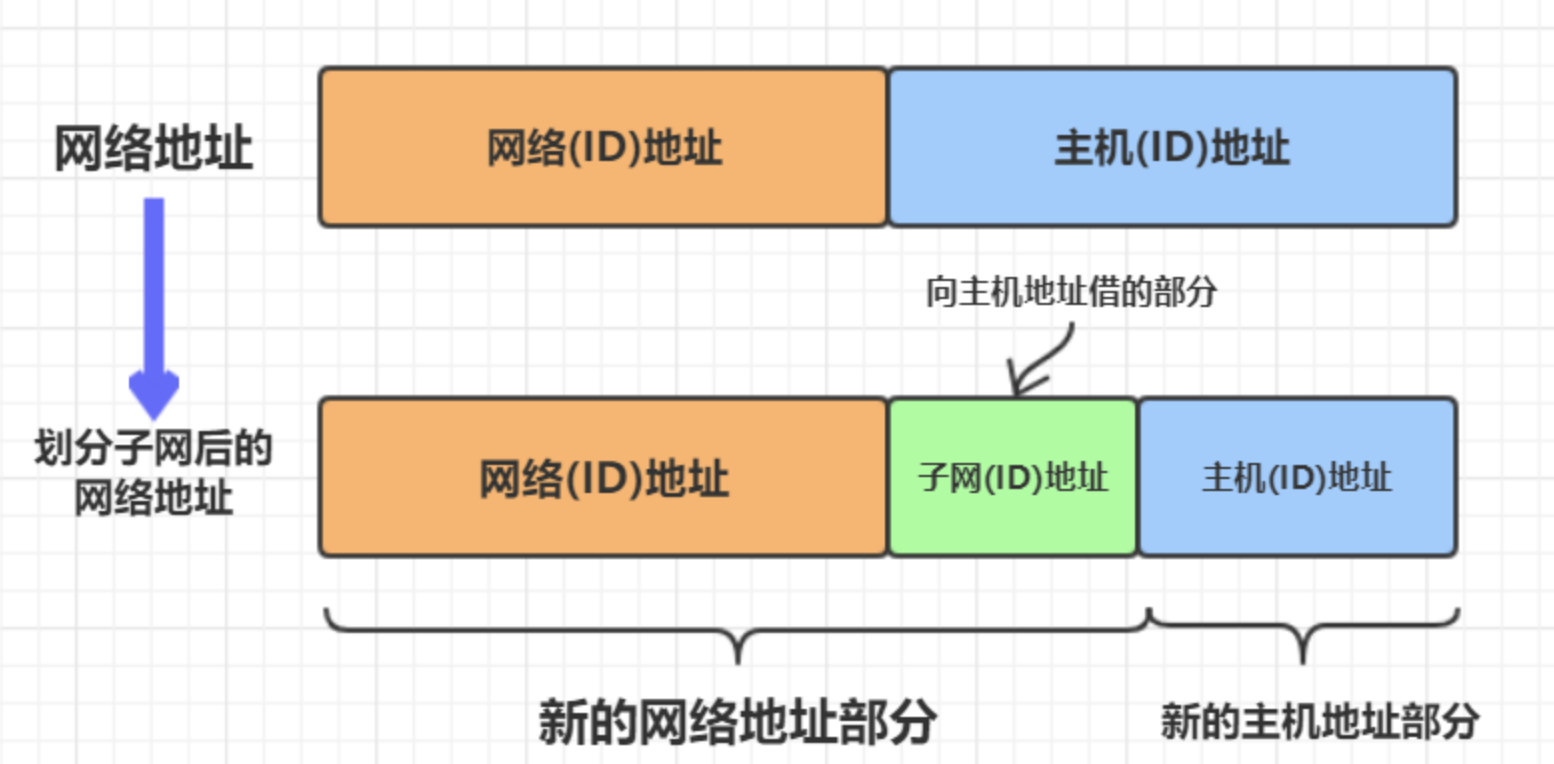 网络地址
网络(ID)地址
主机(ID)地址
向主机地址借的部分
划分子网后的
网络地址
网络(ID)地址
子网(ID)地址
主机(ID)地址
新的网络地址部分
新的主机地址部分